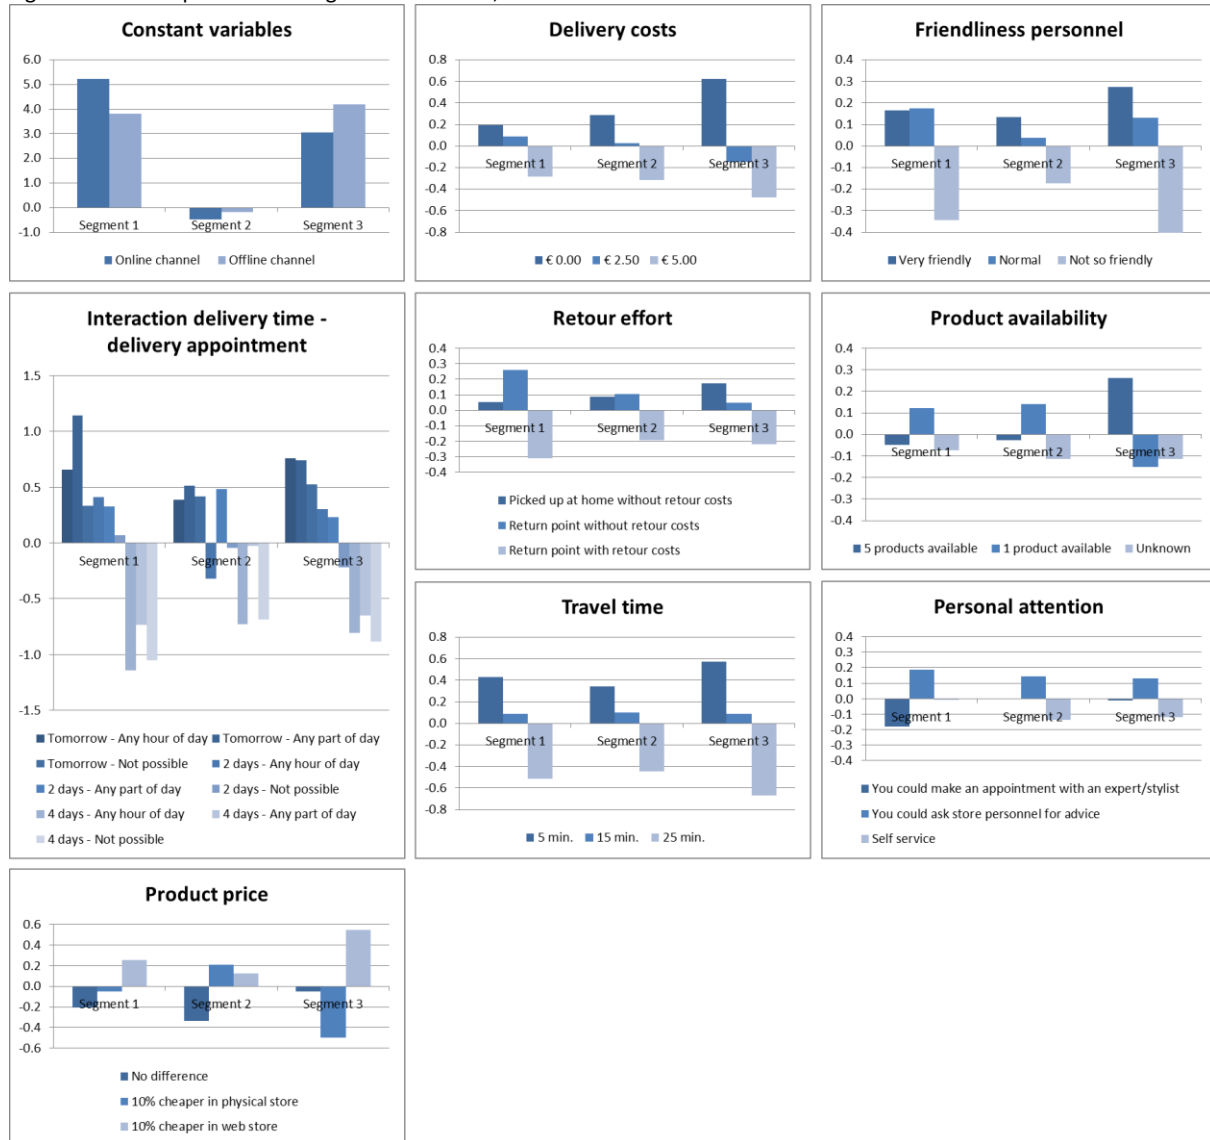 Constant variables
6.0
5.0
4.0
3.0
2.0
1.0
0.0
-1.0
Segment 1 Segment 2 Segment 3
Online channel Offline channel
Delivery costs
0.8
0.6
0.4
0.2
0.0
-0.2
-0.4
-0.6
-0.8
Segment 1 Segment 2 Segment 3
€ 0.00 € 2.50 € 5.00
Friendliness personnel
0.4
0.3
0.2
0.1
0.0
-0.1
-0.2
-0.3
-0.4
Segment 1 Segment 2 Segment 3
Very friendly Normal Not so friendly
Interaction delivery time -
delivery appointment
1.5
1.0
0.5
0.0
-0.5
-1.0
-1.5
Segment 1 Segment 2 Segment 3
Tomorrow - Any hour of day Tomorrow - Any part of day
Tomorrow - Not possible 2 days - Any hour of day
2 days - Any part of day 2 days - Not possible
4 days - Any hour of day 4 days - Any part of day
4 days - Not possible
Retour effort
0.4
0.3
0.2
0.1
0.0
-0.1
-0.2
-0.3
-0.4
Segment 1 Segment 2 Segment 3
Picked up at home without retour costs
Return point without retour costs
Return point with retour costs
Product availability
0.4
0.3
0.2
0.1
0.0
-0.1
-0.2
-0.3
-0.4
Segment 1 Segment 2 Segment 3
5 products available 1 product available Unknown
Travel time
0.8
0.6
0.4
0.2
0.0
-0.2
-0.4
-0.6
-0.8
Segment 1 Segment 2 Segment 3
5 min. 15 min. 25 min.
Personal attention
0.4
0.3
0.2
0.1
0.0
-0.1
-0.2
-0.3
-0.4
Segment 1 Segment 2 Segment 3
You could make an appointment with an expert/stylist
You could ask store personnel for advice
Self service
Product price
0.6
0.4
0.2
0.0
-0.2
-0.4
-0.6
Segment 1 Segment 2 Segment 3
No difference
10% cheaper in physical store
10% cheaper in web store